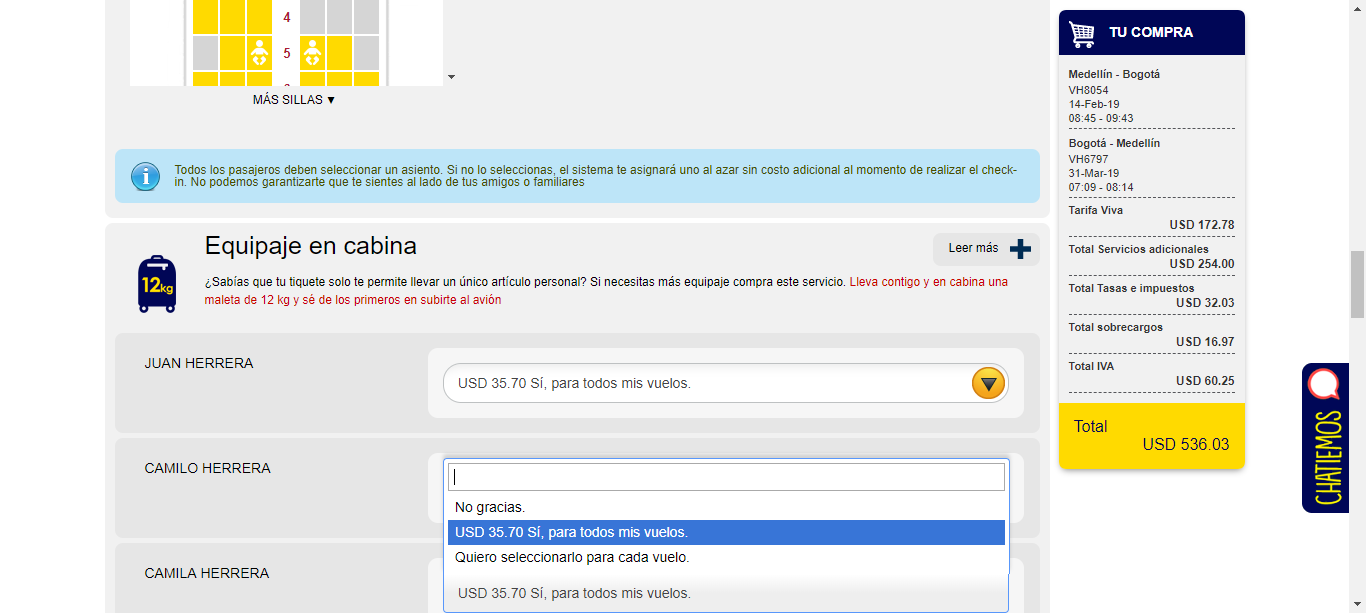 4
5
MÁS SILLAS ▼
Todos los pasajeros deben seleccionar un asiento. Si no lo seleccionas, el sistema te asignará uno al azar sin costo adicional al momento de realizar el check-
in. No podemos garantizarte que te sientes al lado de tus amigos o familiares
Equipaje en cabina
Leer más
12kg
¿Sabías que tu tiquete solo te permite llevar un único artículo personal? Si necesitas más equipaje compra este servicio. Lleva contigo y en cabina una
maleta de 12 kg y sé de los primeros en subirte al avión
JUAN HERRERA
USD 35.70 Sí, para todos mis vuelos.
CAMILO HERRERA
No gracias.
USD 35.70 Sí, para todos mis vuelos.
Quiero seleccionarlo para cada vuelo.
CAMILA HERRERA
USD 35.70 Sí, para todos mis vuelos.
TU COMPRA
Medellín - Bogotá
VH8054
14-Feb-19
08:45 - 09:43
Bogotá - Medellín
VH6797
31-Mar-19
07:09 - 08:14
Tarifa Viva
USD 172.78
Total Servicios adicionales
USD 254.00
Total Tasas e impuestos
USD 32.03
Total sobrecargos
USD 16.97
Total IVA
USD 60.25
Total
USD 536.03
CHATIEMOS